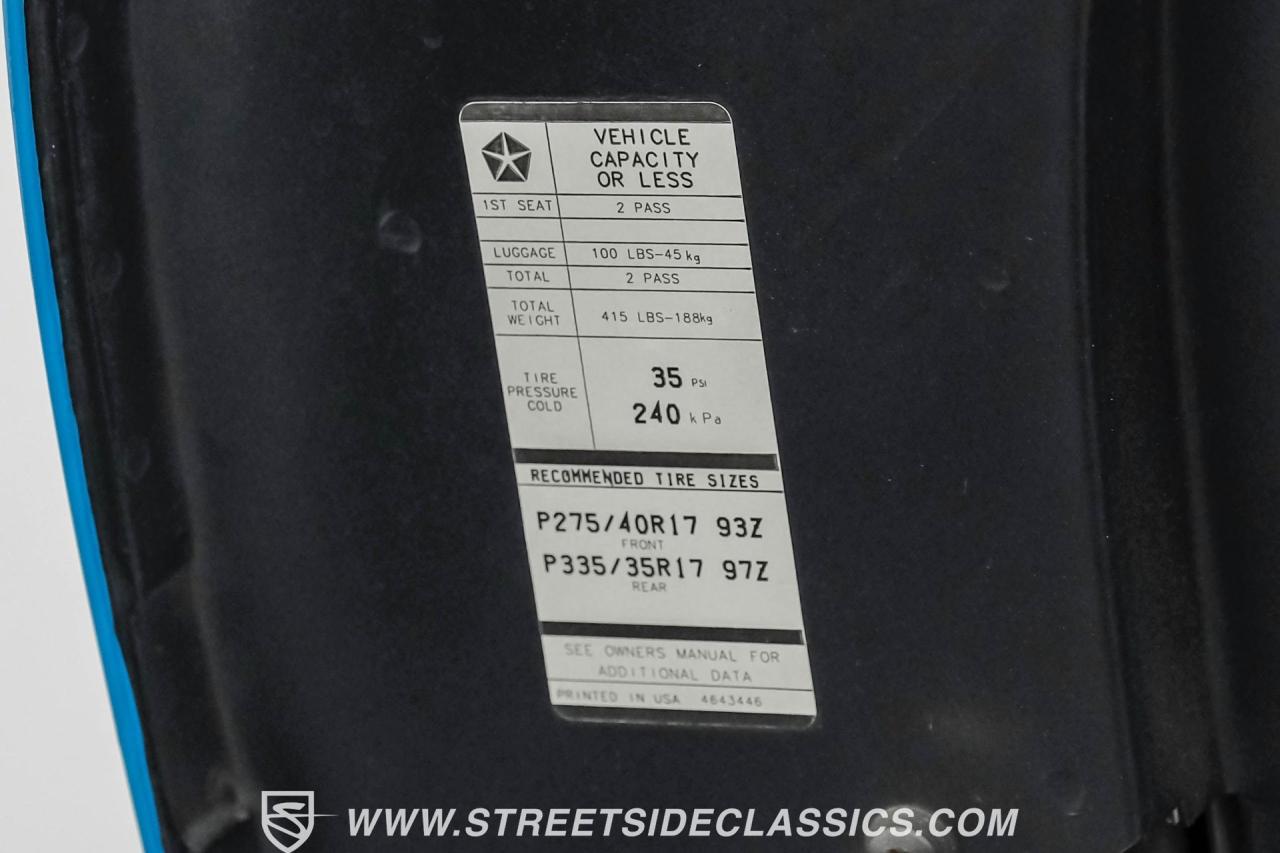 VEHICLE
CAPACITY
OR LESS
1ST SEAT 2 PASS
LUGGAGE 100 LBS-45kg
TOTAL 2 PASS
TOTAL
WEIGHT 415 LBS-188kg
TIRE
PRESSURE
COLD
35 PSI
240 kPa
RECOMMENDED TIRE SIZES
P275/40R17 93Z
FRONT
P335/35R17 97Z
REAR
SEE OWNERS MANUAL FOR
ADDITIONAL DATA
PRINTED IN USA 4643446
WWW.STREETSIDECLASSICS.COM